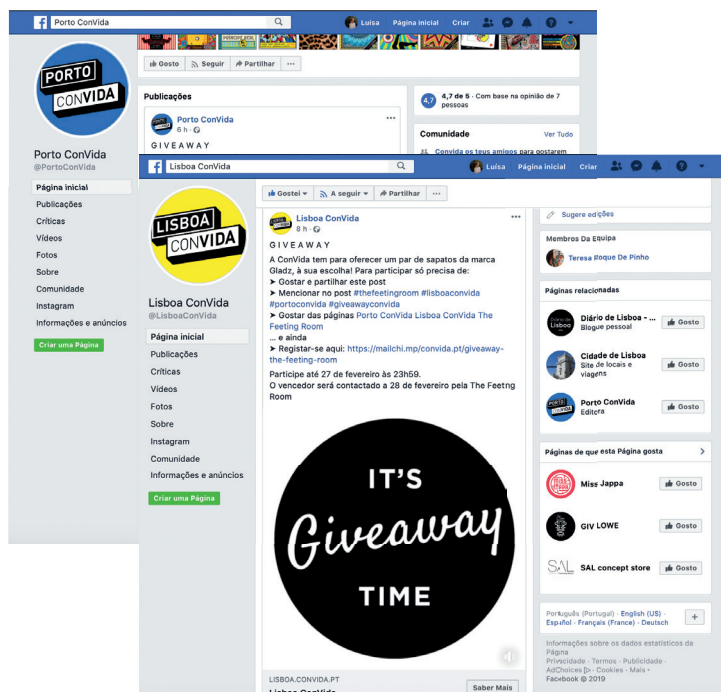 Porto ConVida
Luísa Página inicial Criar
Gosto Seguir Partilhar ...
PORTO
CONVIDA
Porto ConVida
@PortoConVida
Página inicial
Publicações
Críticas
Vídeos
Fotos
Sobre
Comunidade
Instagram
Informações e anúncios
Criar uma Página
Publicações
Porto ConVida
6 h ·
G I V E A W A Y
4,7
4,7 de 5 · Com base na opinião de 7
pessoas
Comunidade Ver Tudo
Convida os teus amigos para gostarem
Lisboa ConVida
Luísa Página inicial Criar
Gostei A seguir Partilhar ...
LISBOA
CONVIDA
Lisboa ConVida
@LisboaConVida
Página inicial
Publicações
Críticas
Vídeos
Fotos
Sobre
Instagram
Comunidade
Informações e anúncios
Criar uma Página
Lisboa ConVida
8 h ·
G I V E A W A Y
A ConVida tem para oferecer um par de sapatos da marca
Gladz, à sua escolha! Para participar só precisa de:
➤ Gostar e partilhar este post
➤ Mencionar no post #thefeetingroom #lisboaconvida
#portoconvida #giveawayconvida
➤ Gostar das páginas Porto ConVida Lisboa ConVida The
Feeting Room
... e ainda
➤ Registar-se aqui: https://mailchi.mp/convida.pt/giveaway-
the-feeting-room
Participe até 27 de fevereiro às 23h59.
O vencedor será contactado a 28 de fevereiro pela The Feetng
Room
IT'S
Giveaway
TIME
LISBOA.CONVIDA.PT
Saber Mais
Sugere edições
Membros Da Equipa
Teresa Roque De Pinho
Páginas relacionadas
Diário de Lisboa - ...
Blogue pessoal
Gosto
Cidade de Lisboa
Site de locais e
viagens
Gosto
Porto ConVida
Editora
Gosto
Páginas de que esta Página gosta
Miss Jappa
Gosto
GIV LOWE
Gosto
SAL
SAL concept store
Gosto
Português (Portugal) · English (US) ·
Español · Français (France) · Deutsch
Informações sobre os dados estatísticos da
Página
Privacidade · Termos · Publicidade ·
AdChoices · Cookies · Mais
Facebook © 2019